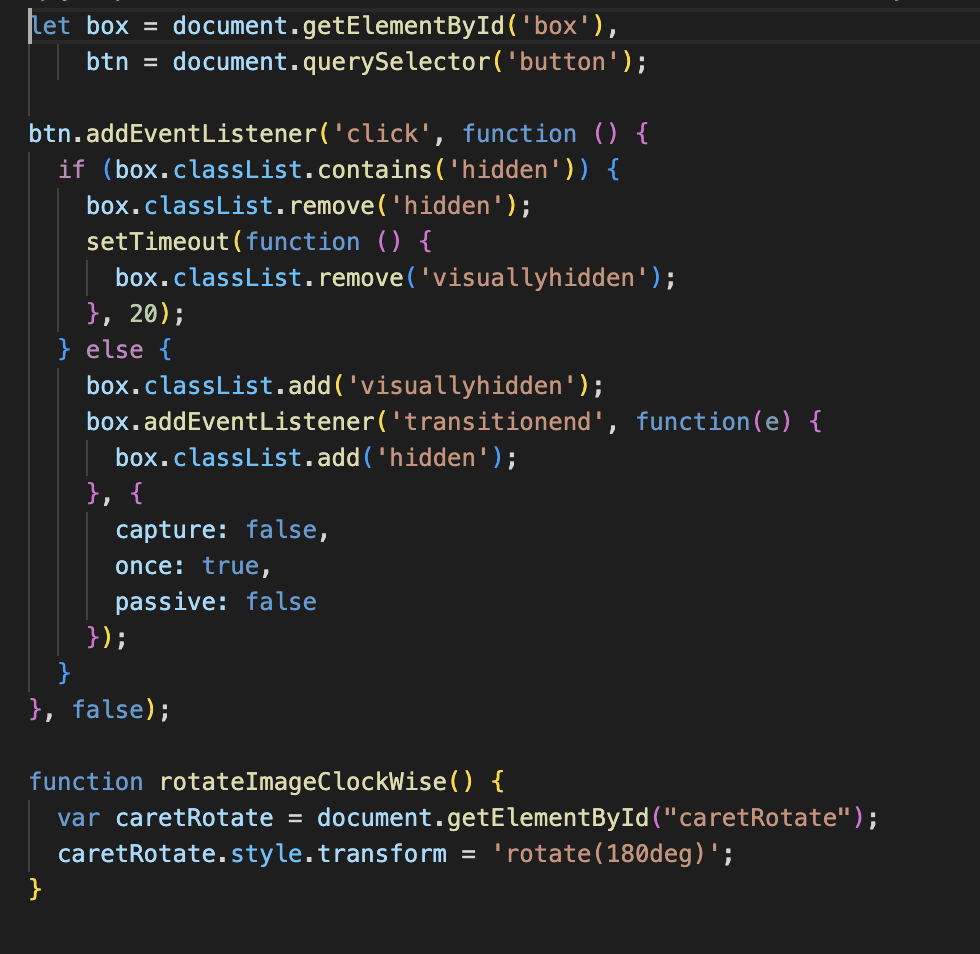 let box = document.getElementById('box'),
    btn = document.querySelector('button');

btn.addEventListener('click', function () {
  if (box.classList.contains('hidden')) {
    box.classList.remove('hidden');
    setTimeout(function () {
      box.classList.remove('visuallyhidden');
    }, 20);
  } else {
    box.classList.add('visuallyhidden');
    box.addEventListener('transitionend', function(e) {
      box.classList.add('hidden');
    }, {
      capture: false,
      once: true,
      passive: false
    });
  }
}, false);

function rotateImageClockWise() {
  var caretRotate = document.getElementById("caretRotate");
  caretRotate.style.transform = 'rotate(180deg)';
}